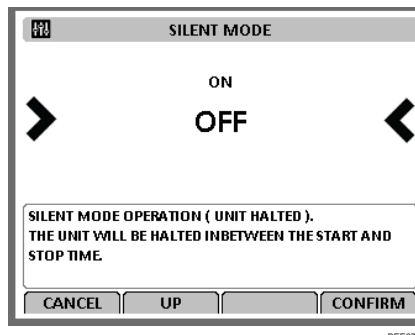 SILENT MODE
ON
OFF
SILENT MODE OPERATION ( UNIT HALTED ).
THE UNIT WILL BE HALTED INBETWEEN THE START AND
STOP TIME.
CANCEL UP CONFIRM